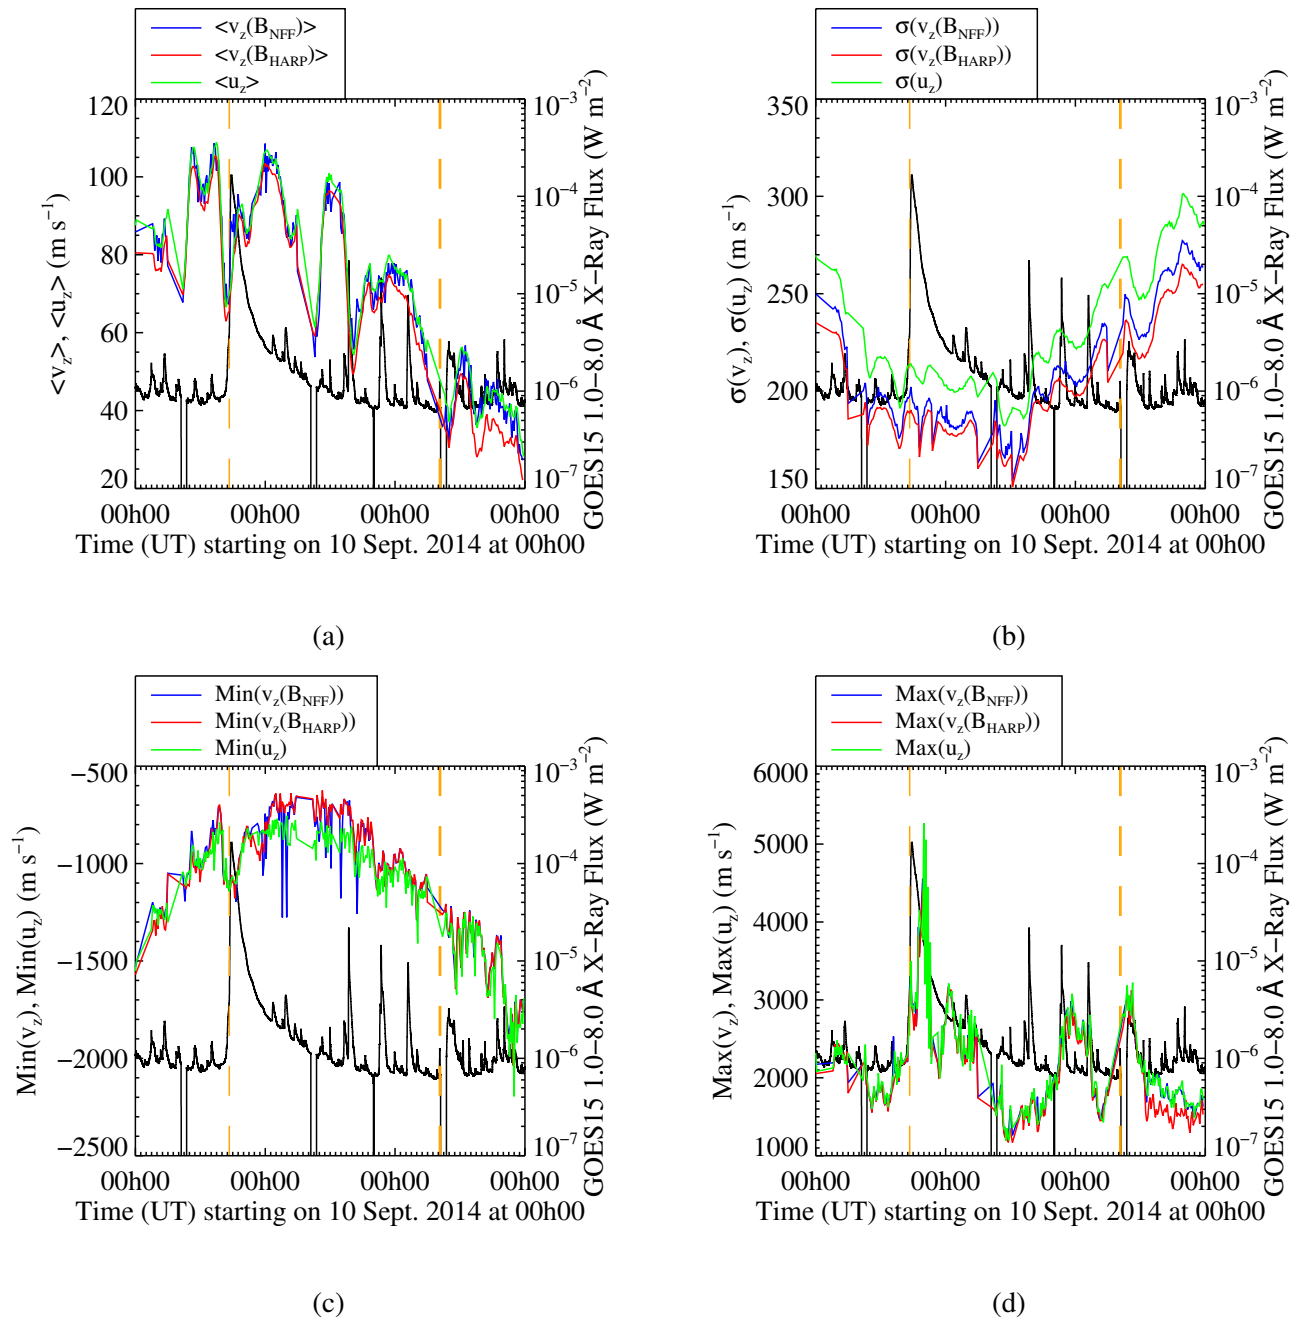 <v_z(B_NFF)>
<v_z(B_HARP)>
<u_z>
120
100
80
60
40
20
<v_z>, <u_z> (m s⁻¹)
10⁻³
10⁻⁴
10⁻⁵
10⁻⁶
10⁻⁷
GOES15 1.0−8.0 Å X−Ray Flux (W m⁻²)
00h00 00h00 00h00 00h00
Time (UT) starting on 10 Sept. 2014 at 00h00
(a)
σ(v_z(B_NFF))
σ(v_z(B_HARP))
σ(u_z)
350
300
250
200
150
σ(v_z), σ(u_z) (m s⁻¹)
10⁻³
10⁻⁴
10⁻⁵
10⁻⁶
10⁻⁷
GOES15 1.0−8.0 Å X−Ray Flux (W m⁻²)
00h00 00h00 00h00 00h00
Time (UT) starting on 10 Sept. 2014 at 00h00
(b)
Min(v_z(B_NFF))
Min(v_z(B_HARP))
Min(u_z)
−500
−1000
−1500
−2000
−2500
Min(v_z), Min(u_z) (m s⁻¹)
10⁻³
10⁻⁴
10⁻⁵
10⁻⁶
10⁻⁷
GOES15 1.0−8.0 Å X−Ray Flux (W m⁻²)
00h00 00h00 00h00 00h00
Time (UT) starting on 10 Sept. 2014 at 00h00
(c)
Max(v_z(B_NFF))
Max(v_z(B_HARP))
Max(u_z)
6000
5000
4000
3000
2000
1000
Max(v_z), Max(u_z) (m s⁻¹)
10⁻³
10⁻⁴
10⁻⁵
10⁻⁶
10⁻⁷
GOES15 1.0−8.0 Å X−Ray Flux (W m⁻²)
00h00 00h00 00h00 00h00
Time (UT) starting on 10 Sept. 2014 at 00h00
(d)